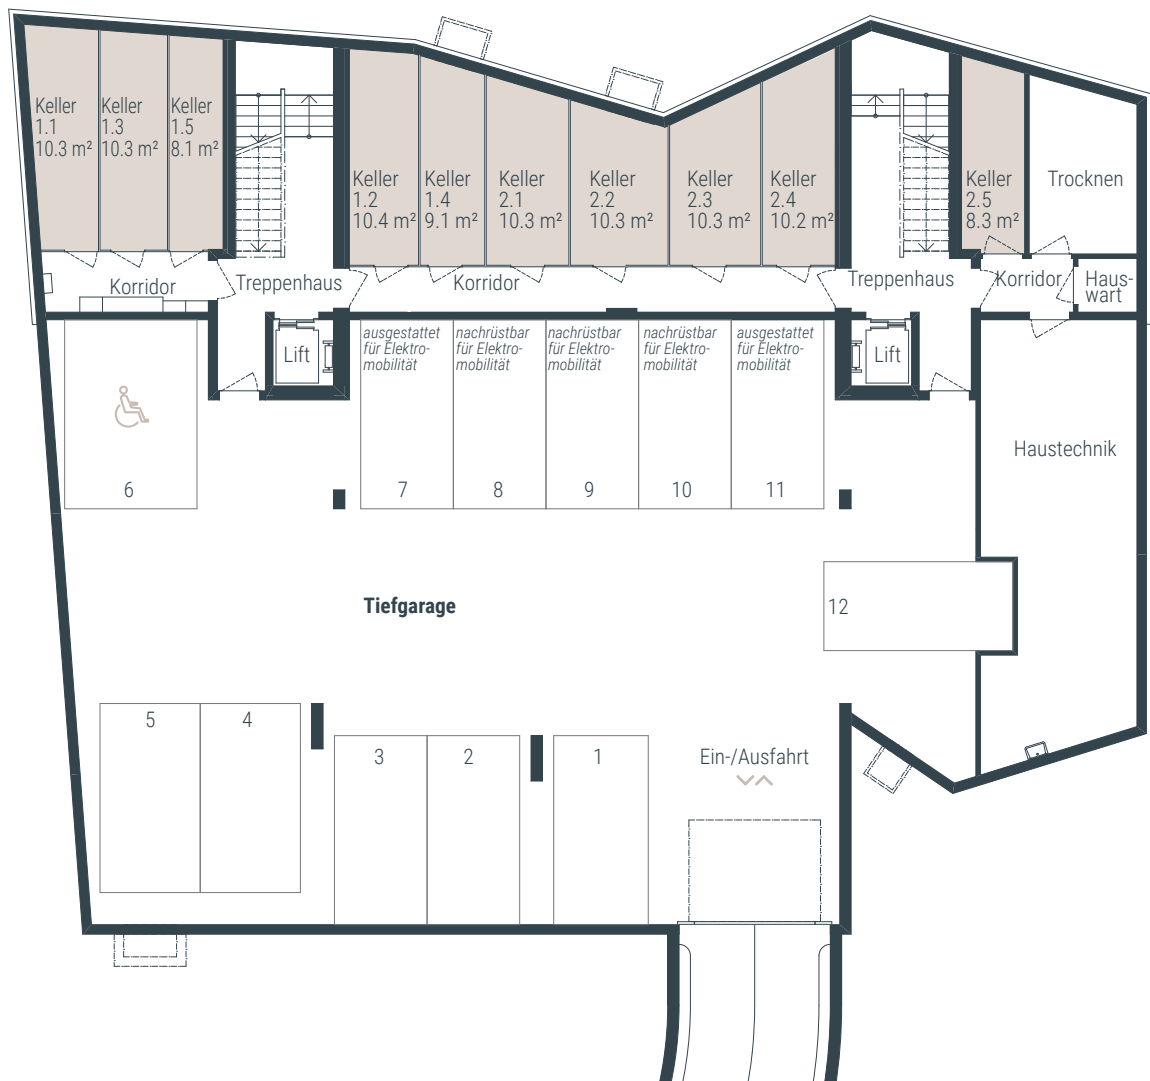 Keller
1.1
10.3 m²
Keller
1.3
10.3 m²
Keller
1.5
8.1 m²
Keller
1.2
10.4 m²
Keller
1.4
9.1 m²
Keller
2.1
10.3 m²
Keller
2.2
10.3 m²
Keller
2.3
10.3 m²
Keller
2.4
10.2 m²
Keller
2.5
8.3 m²
Trocknen
Korridor
Treppenhaus
Korridor
Treppenhaus
Korridor
Haus-
wart
Lift
ausgestattet
für Elektro-
mobilität
nachrüstbar
für Elektro-
mobilität
nachrüstbar
für Elektro-
mobilität
nachrüstbar
für Elektro-
mobilität
ausgestattet
für Elektro-
mobilität
Lift
Haustechnik
6
7
8
9
10
11
Tiefgarage
12
5
4
3
2
1
Ein-/Ausfahrt